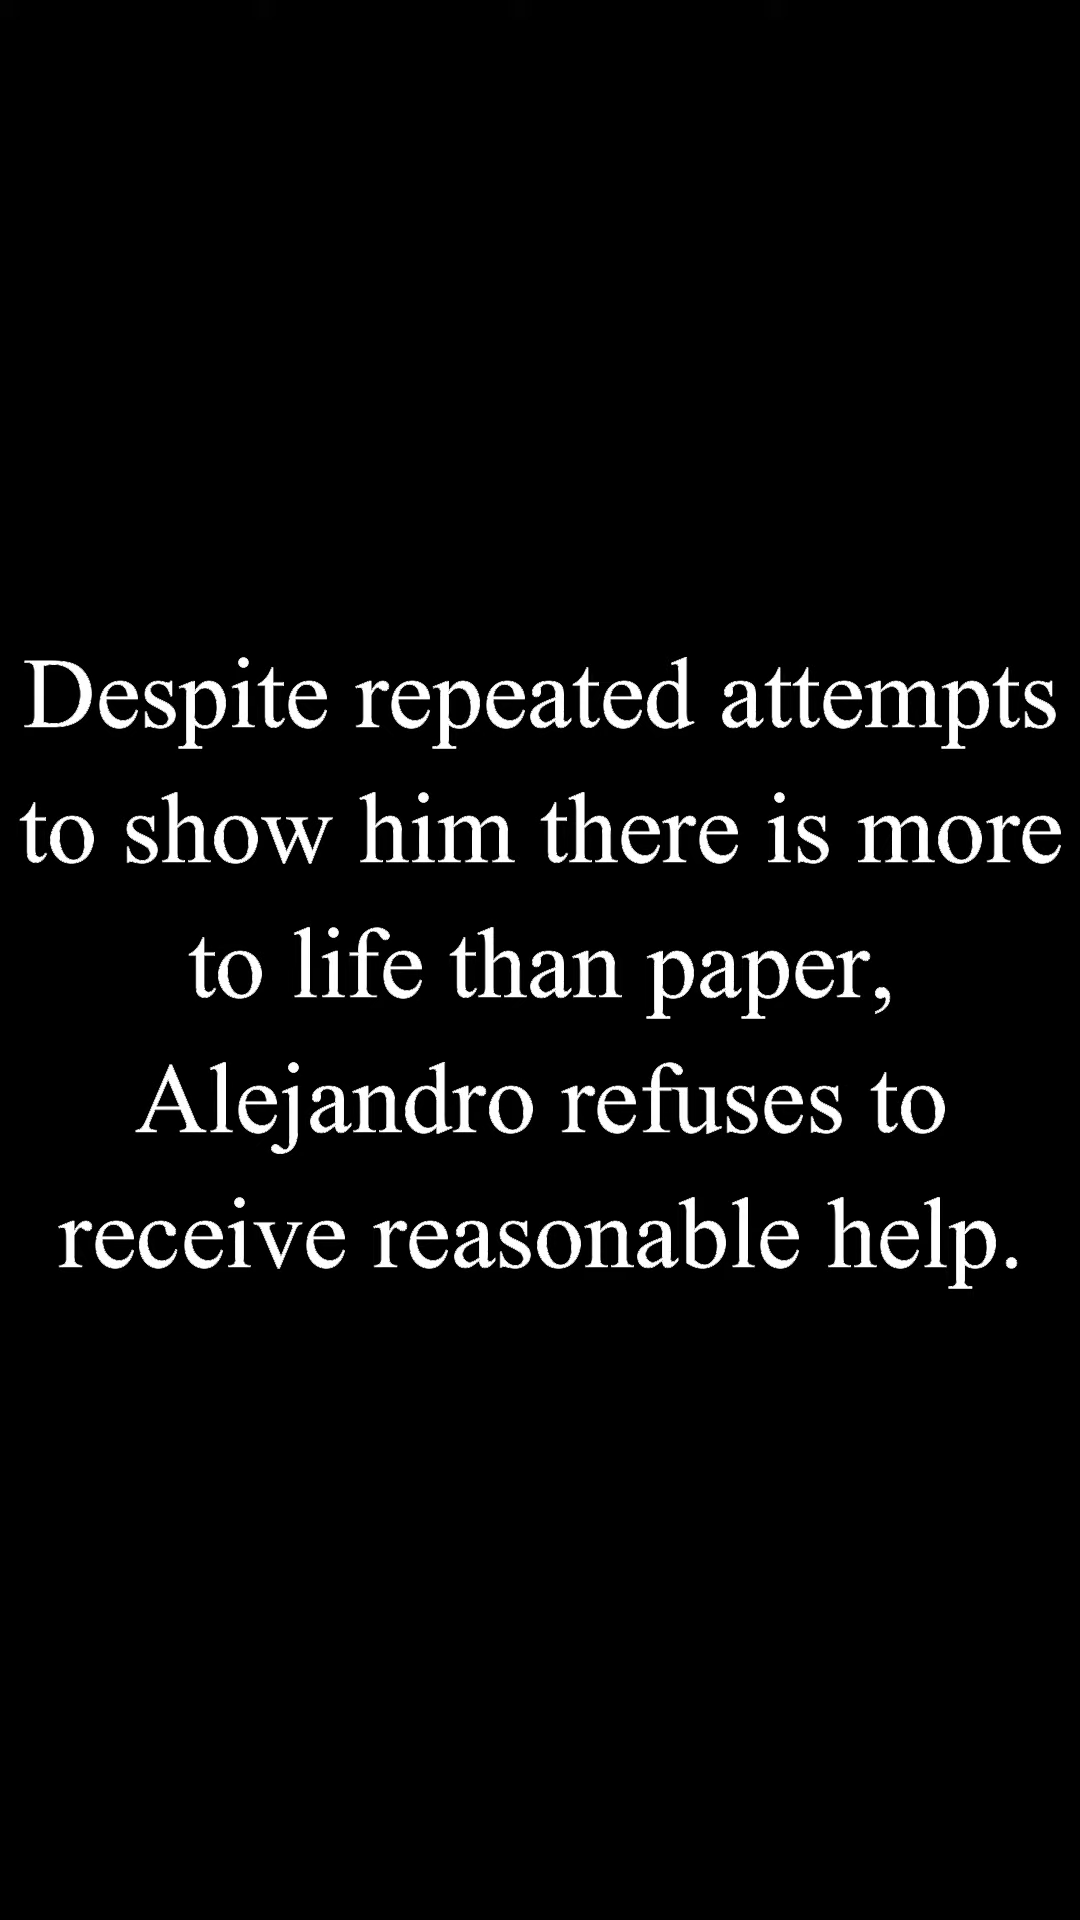 Despite repeated attempts
to show him there is more
to life than paper,
Alejandro refuses to
receive reasonable help.